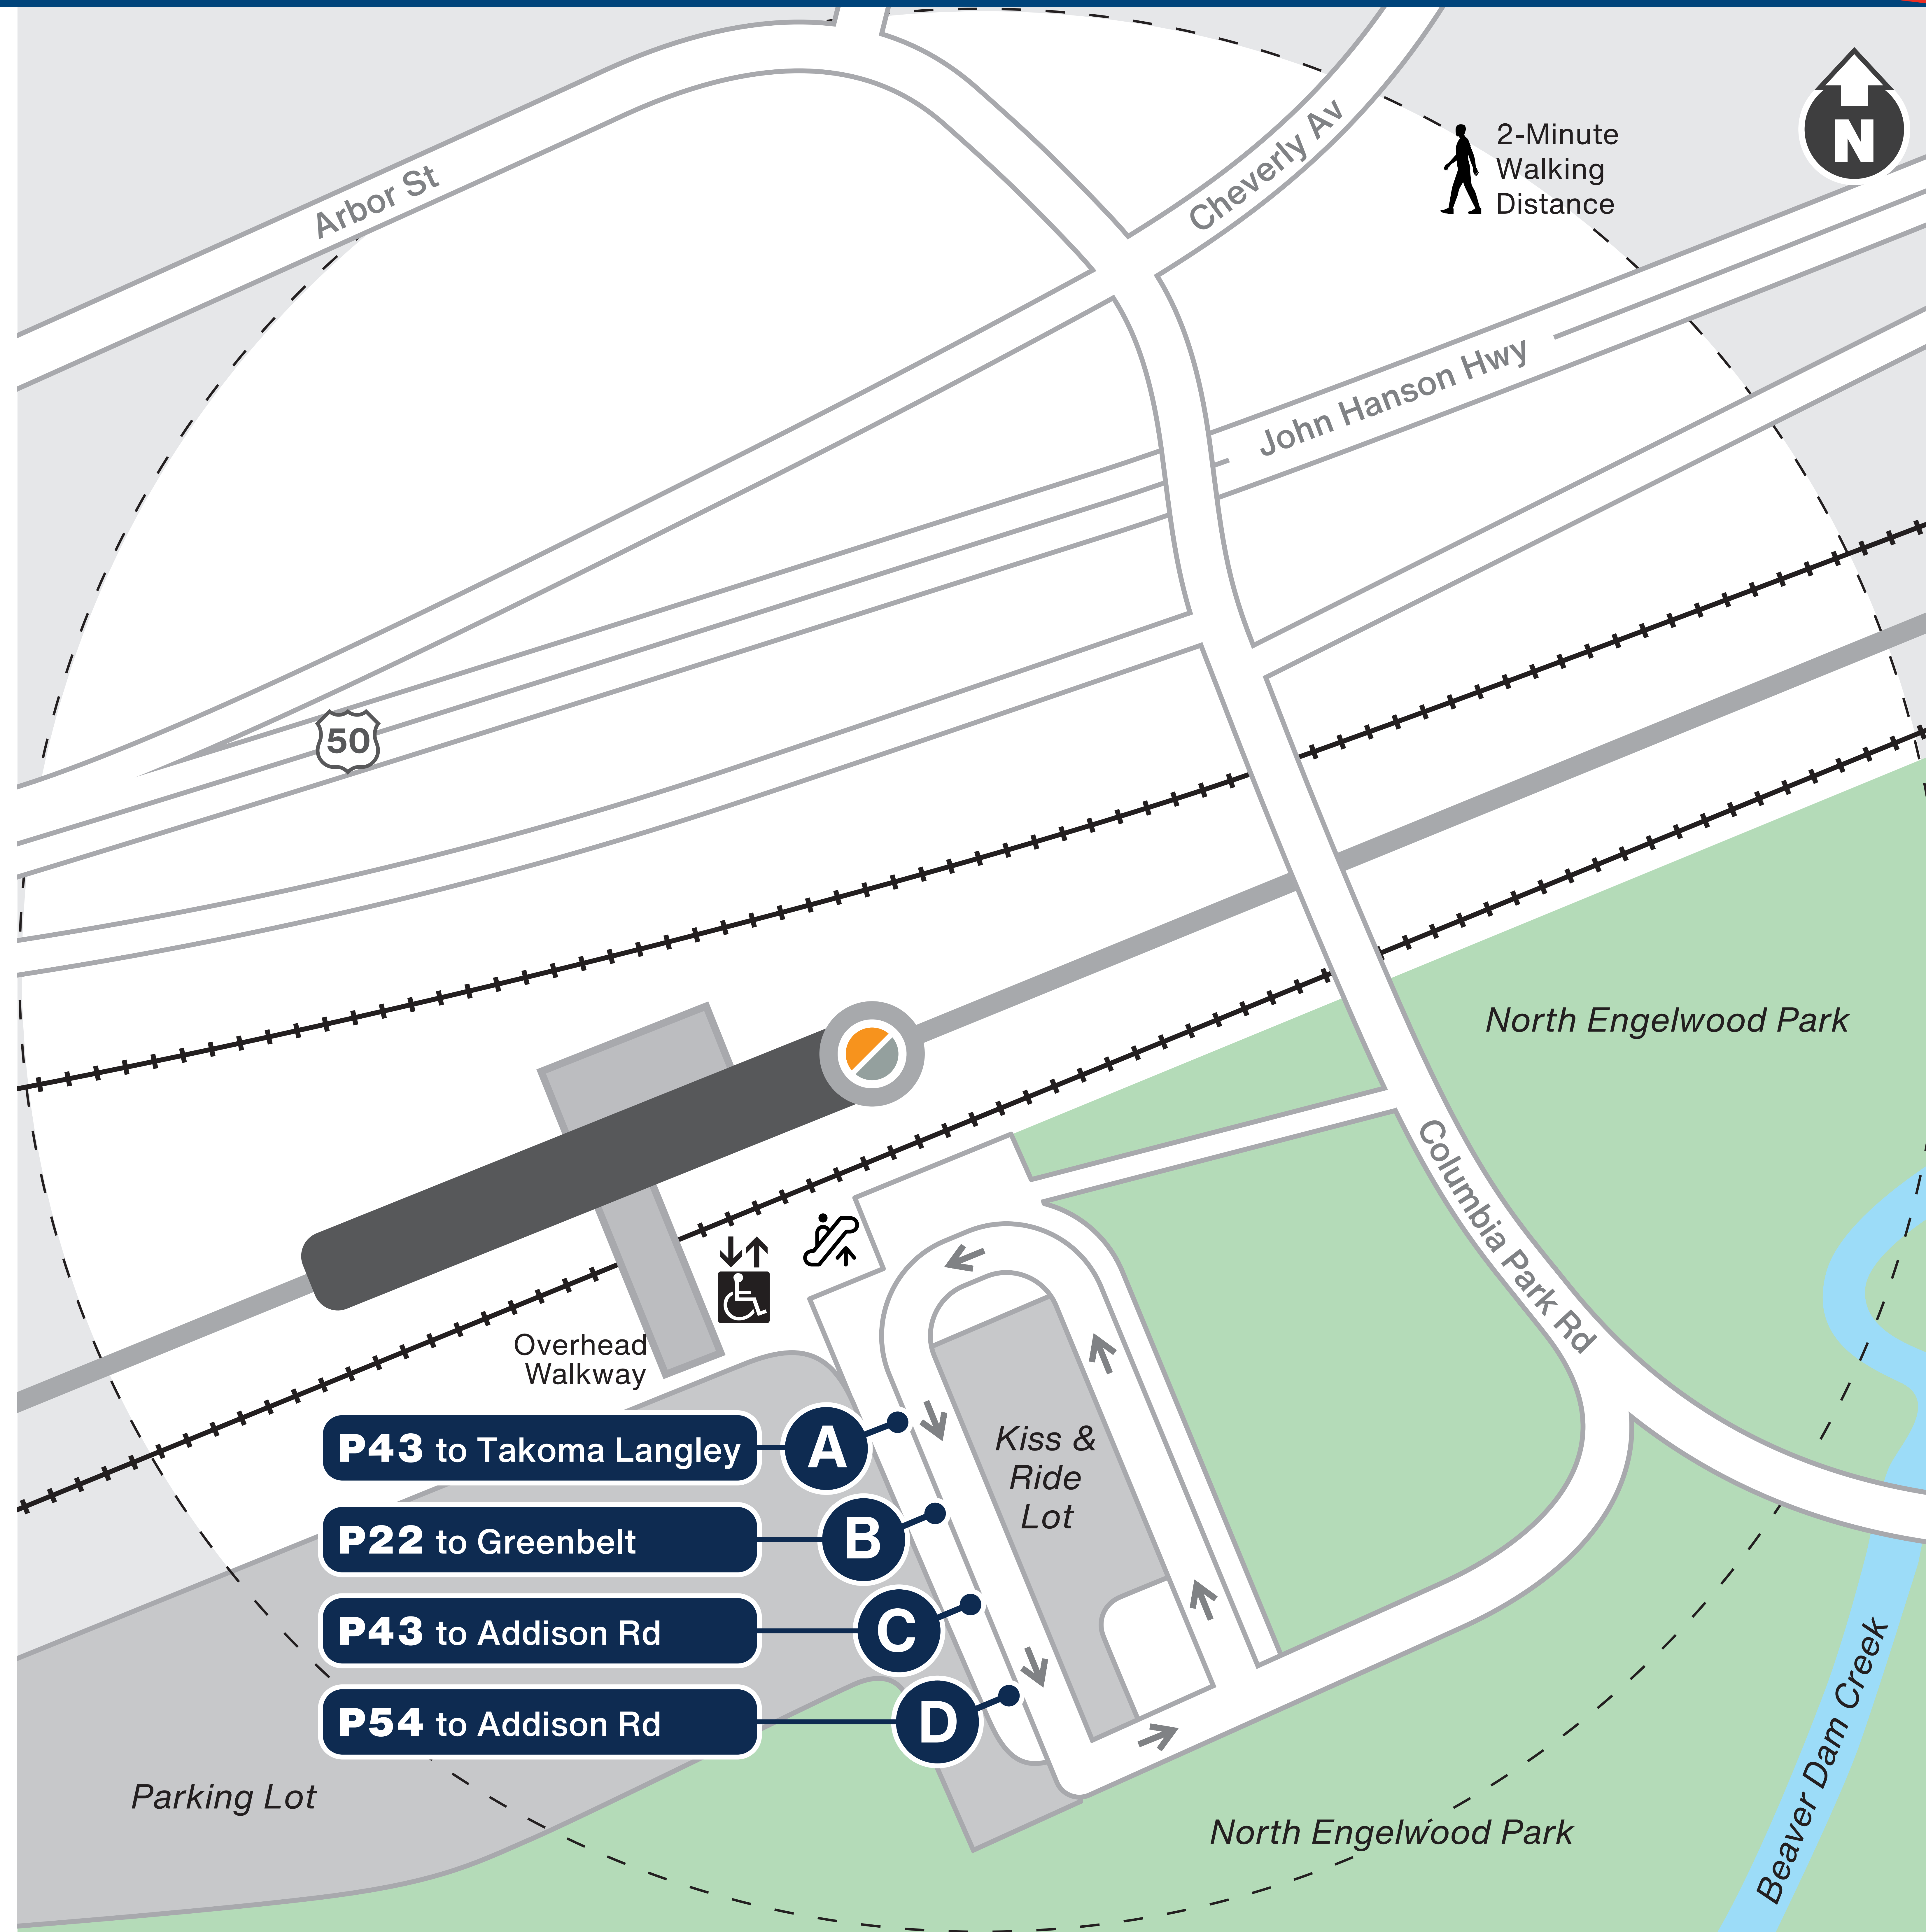 Arbor St
Cheverly Av
2-Minute
Walking
Distance
N
John Hanson Hwy
50
North Engelwood Park
Columbia Park Rd
Overhead
Walkway
P43 to Takoma Langley A
P22 to Greenbelt B
P43 to Addison Rd C
P54 to Addison Rd D
Kiss &
Ride
Lot
Parking Lot
North Engelwood Park
Beaver Dam Creek